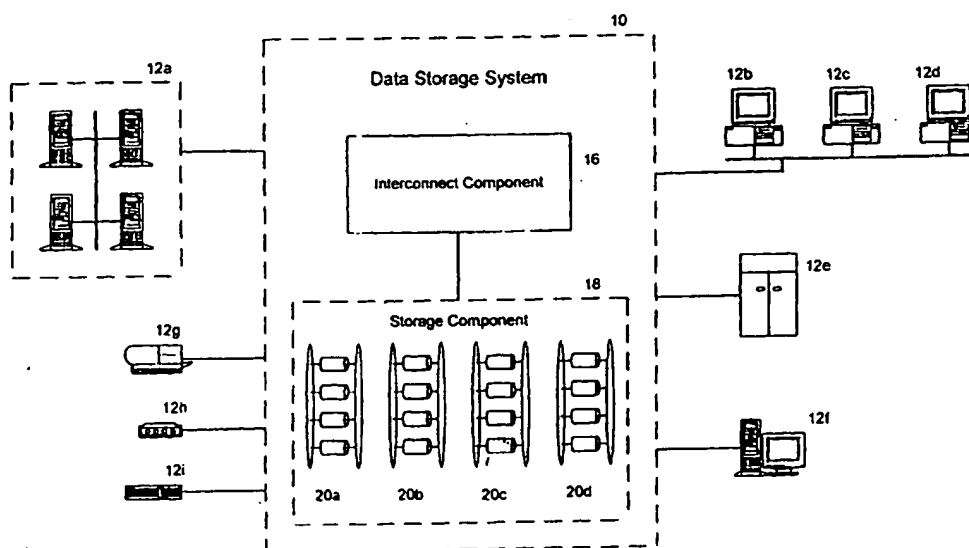 10
12a
Data Storage System
12b
12c
12d
16
Interconnect Component
12e
18
Storage Component
12g
12h
12f
12i
20a
20b
20c
20d